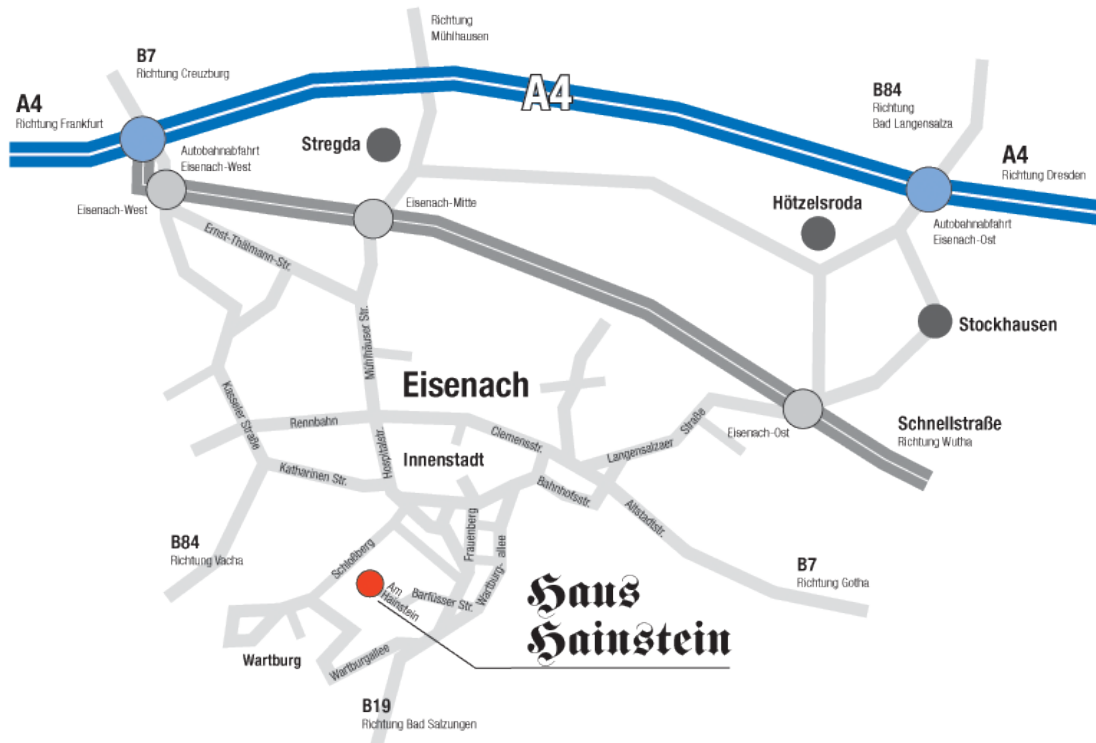 Richtung
Mühlhausen
B7
Richtung Creuzburg
A4
Richtung Frankfurt
A4
B84
Richtung
Bad Langensalza
A4
Richtung Dresden
Stregda
Autobahnabfahrt
Eisenach-West
Eisenach-West
Eisenach-Mitte
Hötzelsroda
Autobahnabfahrt
Eisenach-Ost
Ernst-Thälmann-Str.
Stockhausen
Mühlhäuser Str.
Eisenach
Kasseler Straße
Rennbahn
Hospitalstr.
Clemensstr.
Langensalzaer
Straße
Eisenach-Ost
Schnellstraße
Richtung Wutha
Innenstadt
Katharinen Str.
Bahnhofsstr.
Altstadtstr.
B84
Richtung Vacha
Schloßberg
Frauenberg
Wartburg-
allee
B7
Richtung Gotha
Am
Hainstein
Barfüsser Str.
Haus
Hainstein
Wartburg
Wartburgallee
B19
Richtung Bad Salzungen